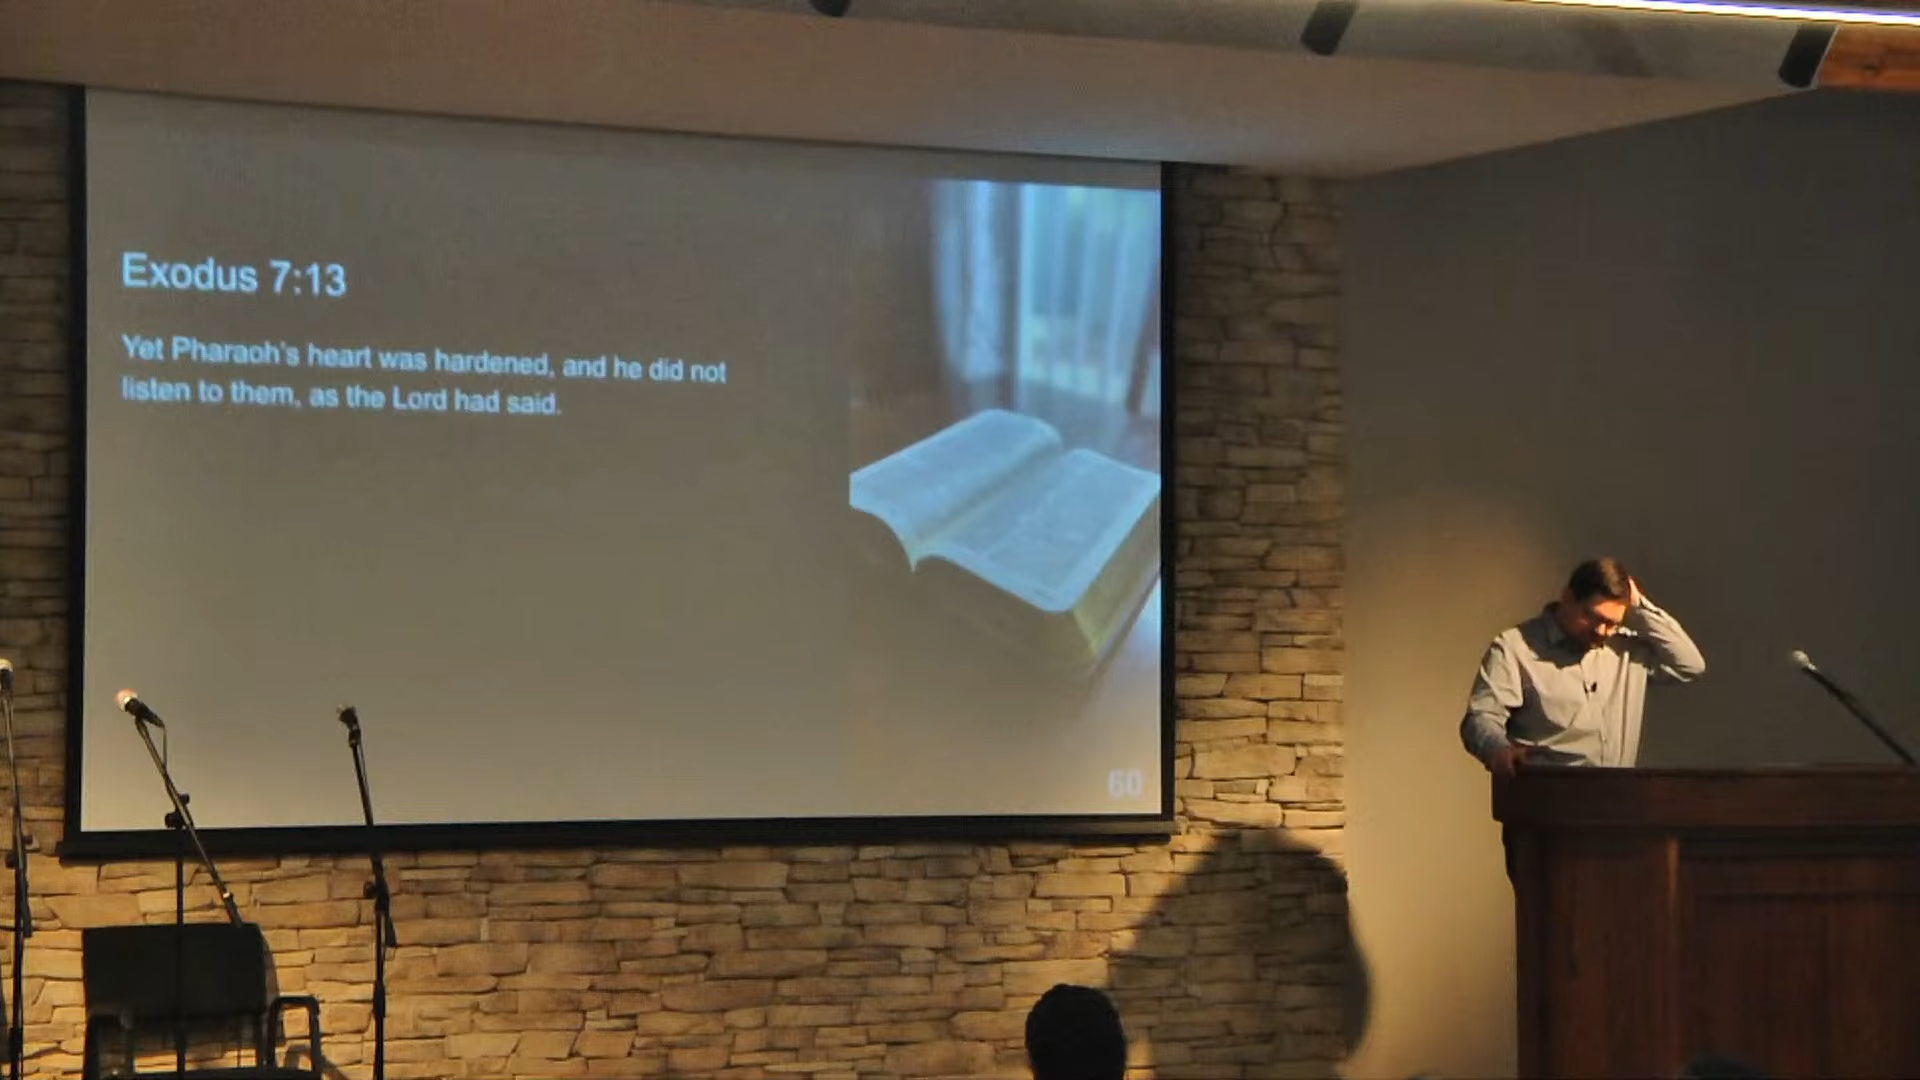 Exodus 7:13
Yet Pharaoh's heart was hardened, and he did not
listen to them, as the Lord had said.
60